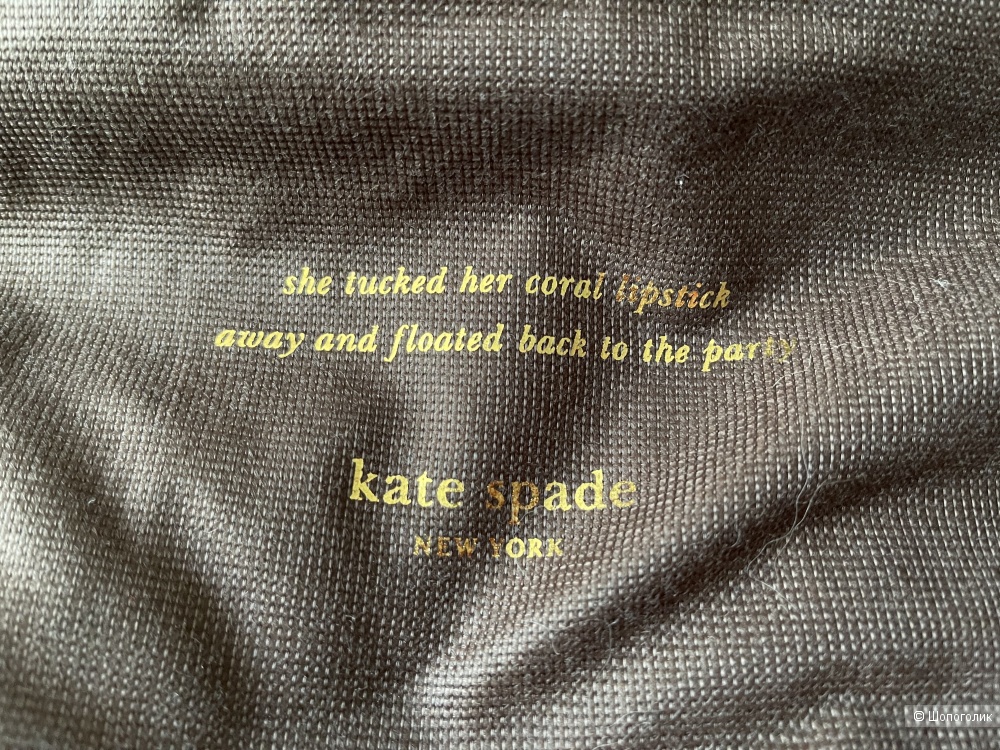 she tucked her coral lipstick
away and floated back to the party
kate spade
NEW YORK
© Шопоголик